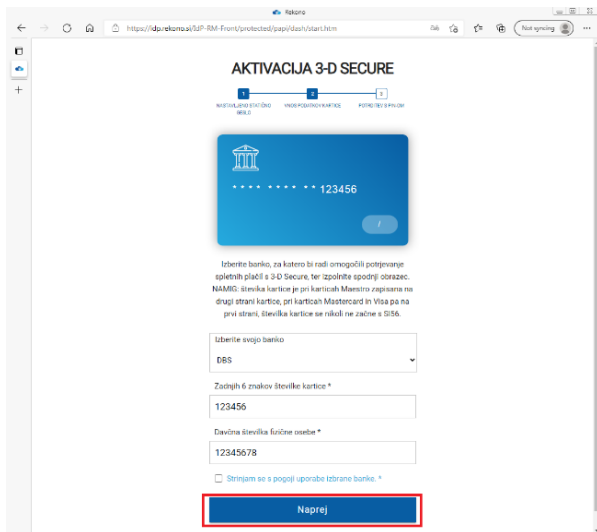 Rekono
https://idp.rekono.si/IdP-RM-Front/protected/papi/dash/start.htm
Not syncing
AKTIVACIJA 3-D SECURE
1 2 3
NASTAVLJENO STATIČNO GESLO
VNOS PODATKOV KARTICE
POTRDITEV S PIN-OM
* * * * * * * * * * 123456
/
Izberite banko, za katero bi radi omogočili potrjevanje
spletnih plačil s 3-D Secure, ter izpolnite spodnji obrazec.
NAMIG: števika kartice je pri karticah Maestro zapisana na
drugi strani kartice, pri karticah Mastercard in Visa pa na
prvi strani, številka kartice se nikoli ne začne s SI56.
Izberite svojo banko
DBS
Zadnjih 6 znakov številke kartice *
123456
Davčna številka fizične osebe *
12345678
Strinjam se s pogoji uporabe izbrane banke. *
Naprej